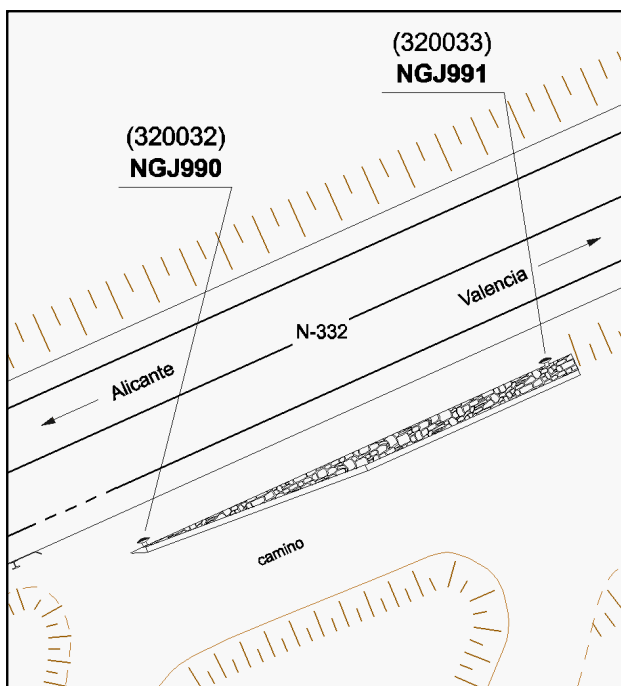 (320033)
NGJ991
(320032)
NGJ990
Valencia
N-332
Alicante
camino